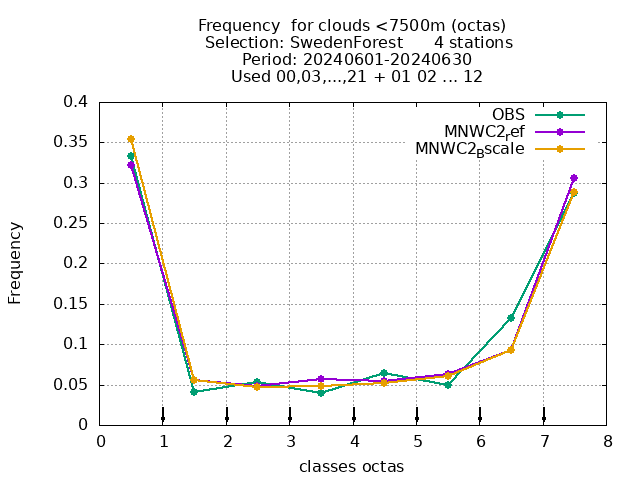 Frequency  for clouds <7500m (octas)
Selection: SwedenForest      4 stations
Period: 20240601-20240630
Used 00,03,...,21 + 01 02 ... 12
OBS
MNWC2ref
MNWC2Bscale
0.4
0.35
0.3
0.25
0.2
0.15
0.1
0.05
0
Frequency
0 1 2 3 4 5 6 7 8
classes octas